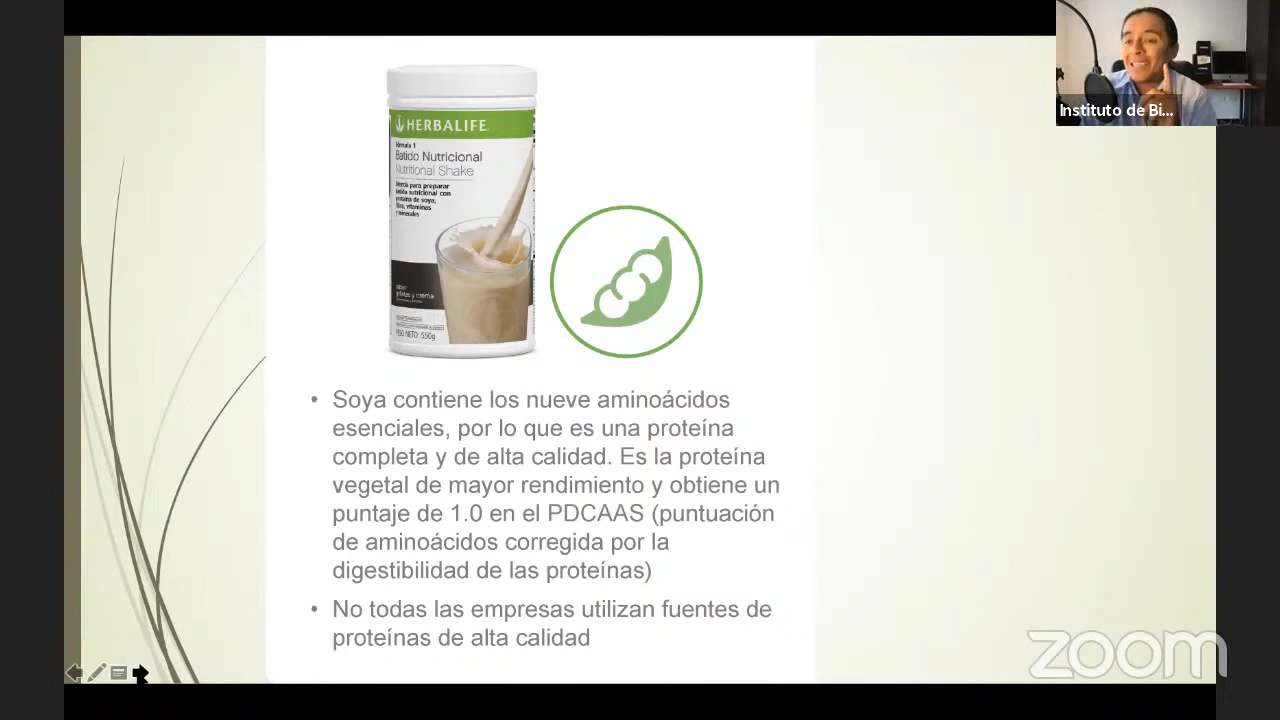 Instituto de Bi...
HERBALIFE
Fórmula 1
Batido Nutricional
Nutritional Shake
Mezcla para preparar
batido nutricional con
proteína de soya,
fibra, vitaminas
y minerales
sabor
galletas y crema
PESO NETO: 550g
• Soya contiene los nueve aminoácidos
esenciales, por lo que es una proteína
completa y de alta calidad. Es la proteína
vegetal de mayor rendimiento y obtiene un
puntaje de 1.0 en el PDCAAS (puntuación
de aminoácidos corregida por la
digestibilidad de las proteínas)
• No todas las empresas utilizan fuentes de
proteínas de alta calidad
zoom